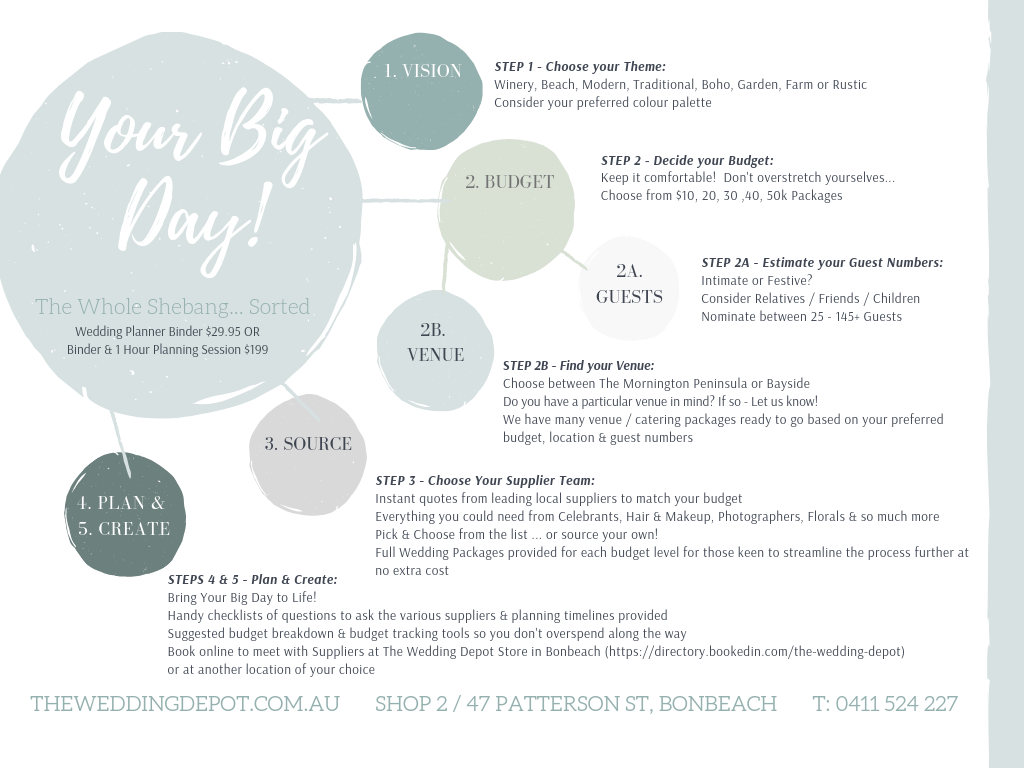 Your Big
Day!
The Whole Shebang... Sorted
Wedding Planner Binder $29.95 OR
Binder & 1 Hour Planning Session $199
1. VISION
STEP 1 - Choose your Theme:
Winery, Beach, Modern, Traditional, Boho, Garden, Farm or Rustic
Consider your preferred colour palette
2. BUDGET
STEP 2 - Decide your Budget:
Keep it comfortable!  Don't overstretch yourselves...
Choose from $10, 20, 30 ,40, 50k Packages
2A.
GUESTS
STEP 2A - Estimate your Guest Numbers:
Intimate or Festive?
Consider Relatives / Friends / Children
Nominate between 25 - 145+ Guests
2B.
VENUE
STEP 2B - Find your Venue:
Choose between The Mornington Peninsula or Bayside
Do you have a particular venue in mind? If so - Let us know!
We have many venue / catering packages ready to go based on your preferred
budget, location & guest numbers
3. SOURCE
STEP 3 - Choose Your Supplier Team:
Instant quotes from leading local suppliers to match your budget
Everything you could need from Celebrants, Hair & Makeup, Photographers, Florals & so much more
Pick & Choose from the list ... or source your own!
Full Wedding Packages provided for each budget level for those keen to streamline the process further at
no extra cost
4. PLAN &
5. CREATE
STEPS 4 & 5 - Plan & Create:
Bring Your Big Day to Life!
Handy checklists of questions to ask the various suppliers & planning timelines provided
Suggested budget breakdown & budget tracking tools so you don't overspend along the way
Book online to meet with Suppliers at The Wedding Depot Store in Bonbeach (https://directory.bookedin.com/the-wedding-depot)
or at another location of your choice
THEWEDDINGDEPOT.COM.AU SHOP 2 / 47 PATTERSON ST, BONBEACH T: 0411 524 227